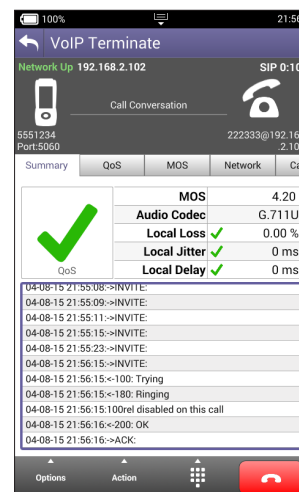 100%
21:56
VoIP Terminate
Network Up 192.168.2.102
SIP 0:10
Call Conversation
5551234
Port:5060
222333@192.16
.2.10
Summary
QoS
MOS
Network
Ca
MOS 4.20
Audio Codec G.711U
Local Loss 0.00 %
Local Jitter 0 ms
Local Delay 0 ms
QoS
04-08-15 21:55:08:->INVITE:
04-08-15 21:55:09:->INVITE:
04-08-15 21:55:11:->INVITE:
04-08-15 21:55:15:->INVITE:
04-08-15 21:55:23:->INVITE:
04-08-15 21:56:15:->INVITE:
04-08-15 21:56:15:<-100: Trying
04-08-15 21:56:15:<-180: Ringing
04-08-15 21:56:15:100rel disabled on this call
04-08-15 21:56:16:<-200: OK
04-08-15 21:56:16:->ACK:
Options
Action